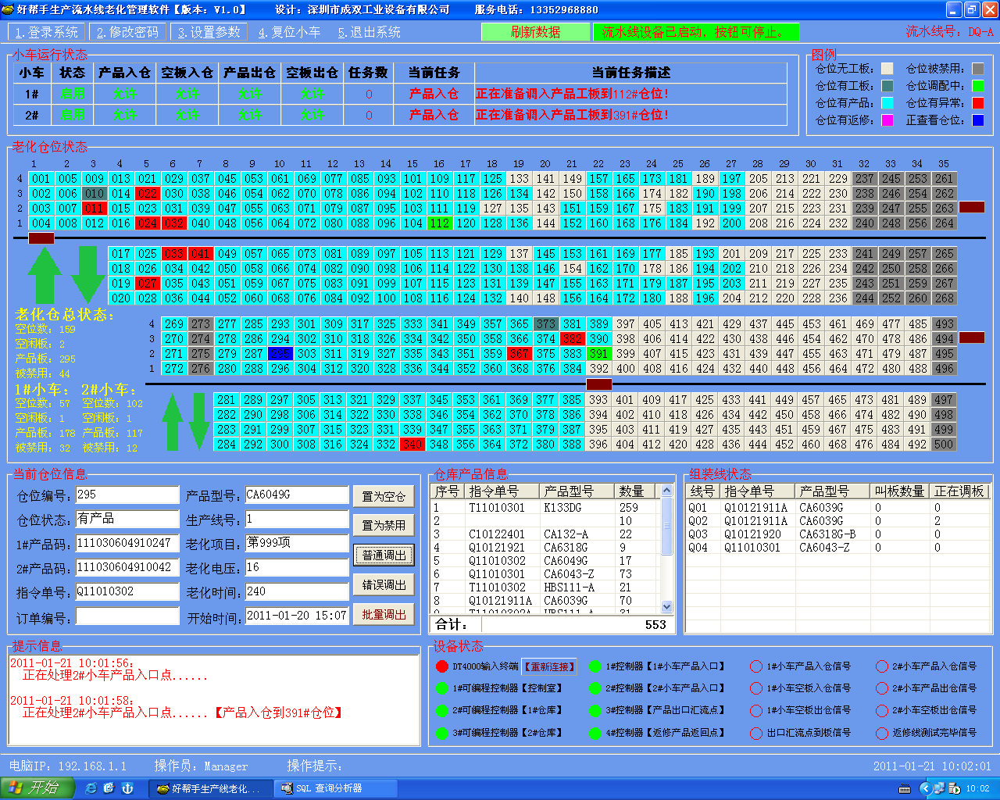 好帮手生产流水线老化管理软件【版本：V1.0】 设计：深圳市成双工业设备有限公司 服务电话：13352968880
1.登录系统 2.修改密码 3.设置参数 4.复位小车 5.退出系统 刷新数据 流水线设备已启动，按钮可停止。 流水线号：DQ-A
小车运行状态
小车 状态 产品入仓 空板入仓 产品出仓 空板出仓 任务数 当前任务 当前任务描述
1# 启用 允许 允许 允许 允许 0 产品入仓 正在准备调入产品工板到112#仓位！
2# 启用 允许 允许 允许 允许 0 产品入仓 正在准备调入产品工板到391#仓位！
图例
仓位无工板： 仓位被禁用：
仓位有工板： 仓位调配中：
仓位有产品： 仓位有异常：
仓位有返修： 正查看仓位：
老化仓位状态
1 2 3 4 5 6 7 8 9 10 11 12 13 14 15 16 17 18 19 20 21 22 23 24 25 26 27 28 29 30 31 32 33 34 35
4 001 005 009 013 021 029 037 045 053 061 069 077 085 093 101 109 117 125 133 141 149 157 165 173 181 189 197 205 213 221 229 237 245 253 261
3 002 006 010 014 022 030 038 046 054 062 070 078 086 094 102 110 118 126 134 142 150 158 166 174 182 190 198 206 214 222 230 238 246 254 262
2 003 007 011 015 023 031 039 047 055 063 071 079 087 095 103 111 119 127 135 143 151 159 167 175 183 191 199 207 215 223 231 239 247 255 263
1 004 008 012 016 024 032 040 048 056 064 072 080 088 096 104 112 120 128 136 144 152 160 168 176 184 192 200 208 216 224 232 240 248 256 264
017 025 033 041 049 057 065 073 081 089 097 105 113 121 129 137 145 153 161 169 177 185 193 201 209 217 225 233 241 249 257 265
018 026 034 042 050 058 066 074 082 090 098 106 114 122 130 138 146 154 162 170 178 186 194 202 210 218 226 234 242 250 258 266
019 027 035 043 051 059 067 075 083 091 099 107 115 123 131 139 147 155 163 171 179 187 195 203 211 219 227 235 243 251 259 267
020 028 036 044 052 060 068 076 084 092 100 108 116 124 132 140 148 156 164 172 180 188 196 204 212 220 228 236 244 252 260 268
老化仓总状态：
空位数：159
空闲板：2
产品板：295
被禁用：44
4 269 273 277 285 293 301 309 317 325 333 341 349 357 365 373 381 389 397 405 413 421 429 437 445 453 461 469 477 485 493
3 270 274 278 286 294 302 310 318 326 334 342 350 358 366 374 382 390 398 406 414 422 430 438 446 454 462 470 478 486 494
2 271 275 279 287 295 303 311 319 327 335 343 351 359 367 375 383 391 399 407 415 423 431 439 447 455 463 471 479 487 495
1 272 276 280 288 296 304 312 320 328 336 344 352 360 368 376 384 392 400 408 416 424 432 440 448 456 464 472 480 488 496
1#小车： 2#小车：
空位数：57 空位数：102
空闲板：1 空闲板：1
产品板：178 产品板：117
被禁用：32 被禁用：12
281 289 297 305 313 321 329 337 345 353 361 369 377 385 393 401 409 417 425 433 441 449 457 465 473 481 489 497
282 290 298 306 314 322 330 338 346 354 362 370 378 386 394 402 410 418 426 434 442 450 458 466 474 482 490 498
283 291 299 307 315 323 331 339 347 355 363 371 379 387 395 403 411 419 427 435 443 451 459 467 475 483 491 499
284 292 300 308 316 324 332 340 348 356 364 372 380 388 396 404 412 420 428 436 444 452 460 468 476 484 492 500
当前仓位信息
仓位编号： 295 产品型号： CA6049G 置为空仓
仓位状态： 有产品 生产线号： 1 置为禁用
1#产品码： 111030604910247 老化项目： 第999项 普通调出
2#产品码： 111030604910042 老化电压： 16 错误调出
指令单号： Q11010302 老化时间： 240
订单编号： 开始时间： 2011-01-20 15:07 批量调出
仓库产品信息
序号 指令单号 产品型号 数量
1 T11010301 K133DG 259
2 10
3 C10122401 CA132-A 22
4 Q10121921 CA6318G 9
5 Q11010302 CA6049G 17
6 Q11010301 CA6043-Z 73
7 T11010302 HBS111-A 21
8 Q10121911A CA6039G 70
9 T11010302A HBS111-A 31
合计： 553
组装线状态
线号 指令单号 产品型号 叫板数量 正在调板
Q01 Q10121911A CA6039G 0 0
Q02 Q10121911A CA6039G 0 2
Q03 Q10121920 CA6318G-B 0 0
Q04 Q11010301 CA6043-Z 0 0
提示信息
2011-01-21 10:01:56：
正在处理2#小车产品入口点......
2011-01-21 10:01:58：
正在处理2#小车产品入口点......【产品入仓到391#仓位】
设备状态
DT4000输入终端 【重新连接】 1#控制器【1#小车产品入口】 1#小车产品入仓信号 2#小车产品入仓信号
1#可编程控制器【控制室】 2#控制器【2#小车产品入口】 1#小车空板入仓信号 2#小车产品出仓信号
2#可编程控制器【1#仓库】 3#控制器【产品出口汇流点】 1#小车空板出仓信号 2#小车空板出仓信号
3#可编程控制器【2#仓库】 4#控制器【返修产品返回点】 出口汇流点到板信号 返修线测试完毕信号
电脑IP：192.168.1.1 操作员：Manager 操作提示： 2011-01-21 10:02:01
开始 好帮手生产线老化... SQL 查询分析器 10:02